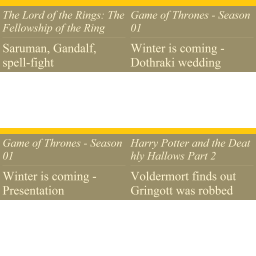 The Lord of the Rings: The
Fellowship of the Ring
Saruman, Gandalf,
spell-fight
Game of Thrones - Season
01
Winter is coming -
Dothraki wedding
Game of Thrones - Season
01
Winter is coming -
Presentation
Harry Potter and the Deat
hly Hallows Part 2
Voldermort finds out
Gringott was robbed